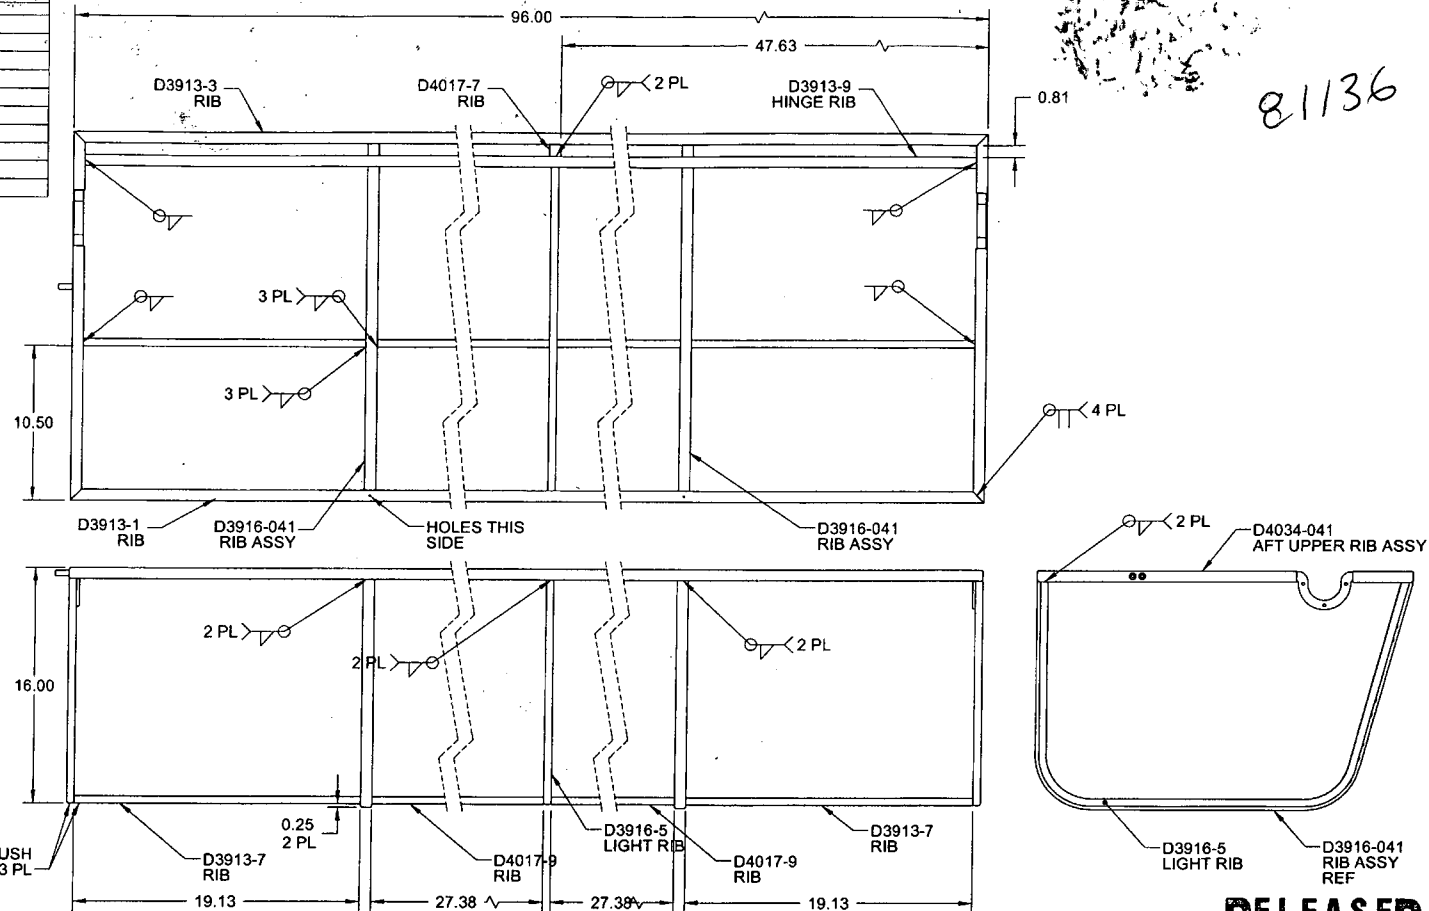 96.00
47.63
D3913-3
RIB
D4017-7
RIB
2 PL
D3913-9
HINGE RIB
0.81
81136
3 PL
3 PL
10.50
4 PL
D3913-1
RIB
D3916-041
RIB ASSY
HOLES THIS
SIDE
D3916-041
RIB ASSY
2 PL
D4034-041
AFT UPPER RIB ASSY
2 PL
2 PL
2 PL
16.00
0.25
2 PL
USH
3 PL
D3913-7
RIB
D4017-9
RIB
D3916-5
LIGHT RIB
D4017-9
RIB
D3913-7
RIB
D3916-5
LIGHT RIB
D3916-041
RIB ASSY
REF
19.13
27.38
27.38
19.13
RELEASED